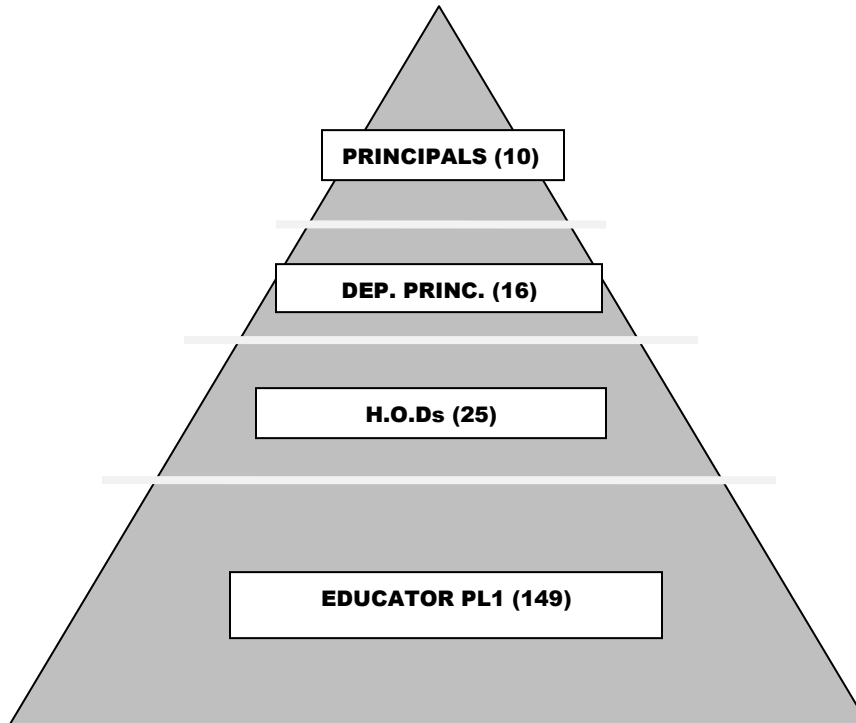 PRINCIPALS (10)
DEP. PRINC. (16)
H.O.Ds (25)
EDUCATOR PL1 (149)